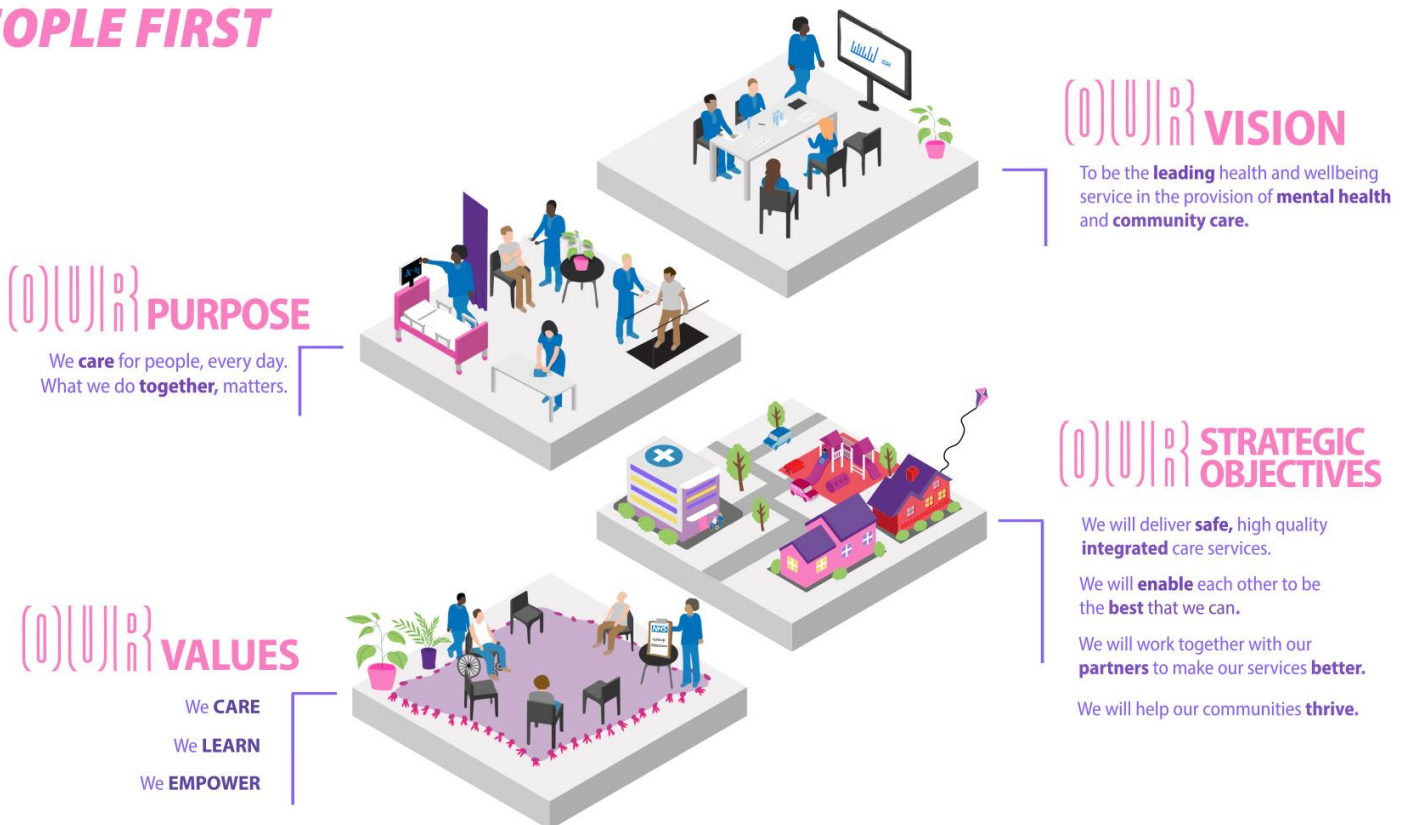 OPLE FIRST
OUR VISION
To be the leading health and wellbeing
service in the provision of mental health
and community care.
OUR PURPOSE
We care for people, every day.
What we do together, matters.
OUR STRATEGIC
OBJECTIVES
We will deliver safe, high quality
integrated care services.
We will enable each other to be
the best that we can.
We will work together with our
partners to make our services better.
We will help our communities thrive.
OUR VALUES
We CARE
We LEARN
We EMPOWER
NHS
Group